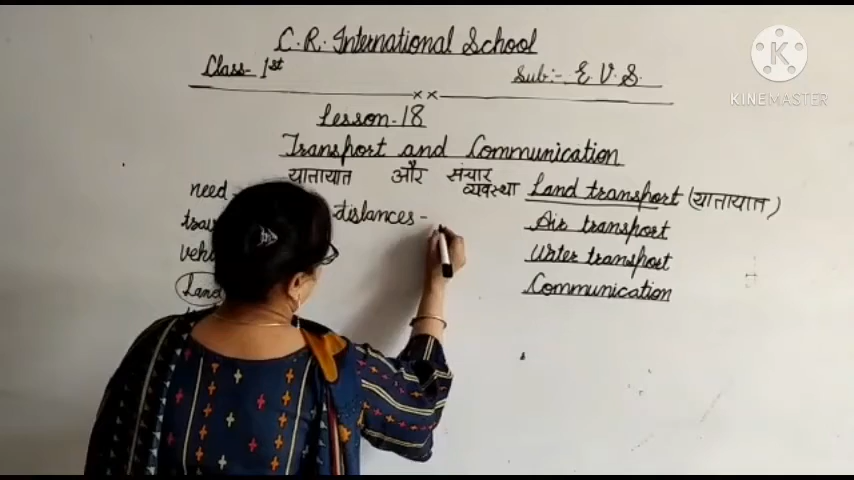 C. R. International School
Class- 1st
Sub:- E V S.
Lesson-18
Transport and Communication
यातायात और संचार व्यवस्था
need-
distances-
Land
Land transport (यातायात)
Air transport
Water transport
Communication
KINEMASTER